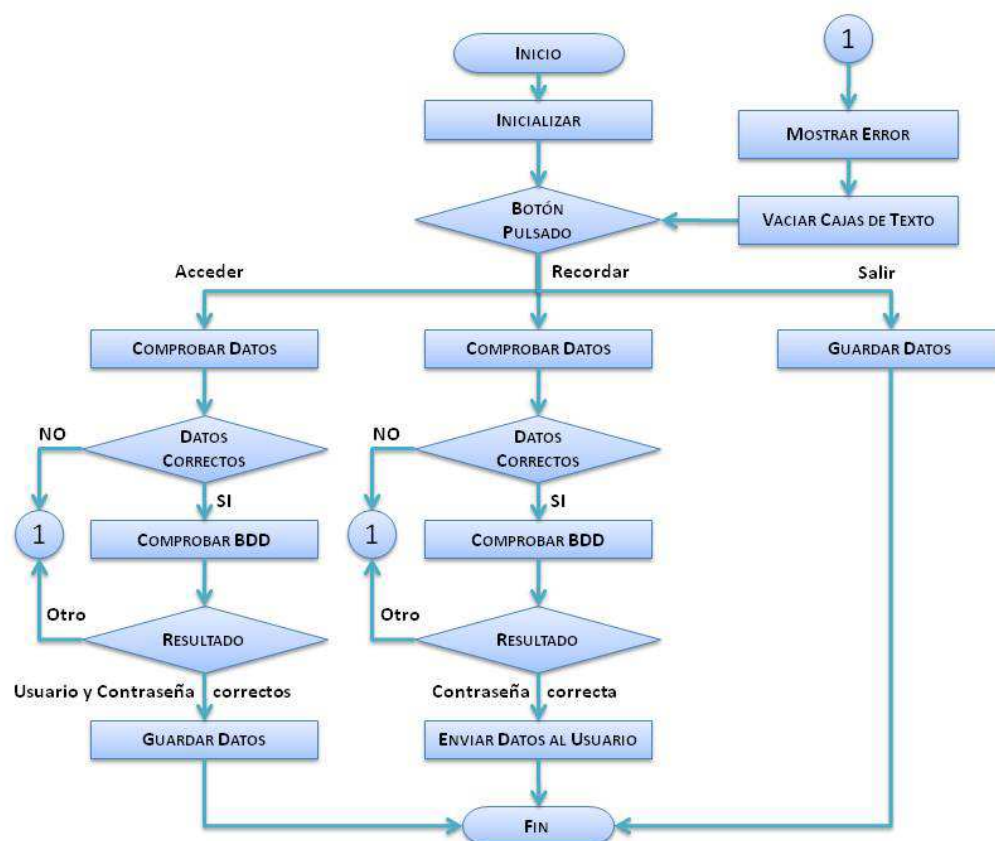 INICIO
1
INICIALIZAR
MOSTRAR ERROR
BOTÓN
PULSADO
VACIAR CAJAS DE TEXTO
Acceder
Recordar
Salir
COMPROBAR DATOS
COMPROBAR DATOS
GUARDAR DATOS
NO
DATOS
CORRECTOS
NO
DATOS
CORRECTOS
SI
SI
1
COMPROBAR BDD
1
COMPROBAR BDD
Otro
RESULTADO
Otro
RESULTADO
Usuario y Contraseña correctos
Contraseña correcta
GUARDAR DATOS
ENVIAR DATOS AL USUARIO
FIN